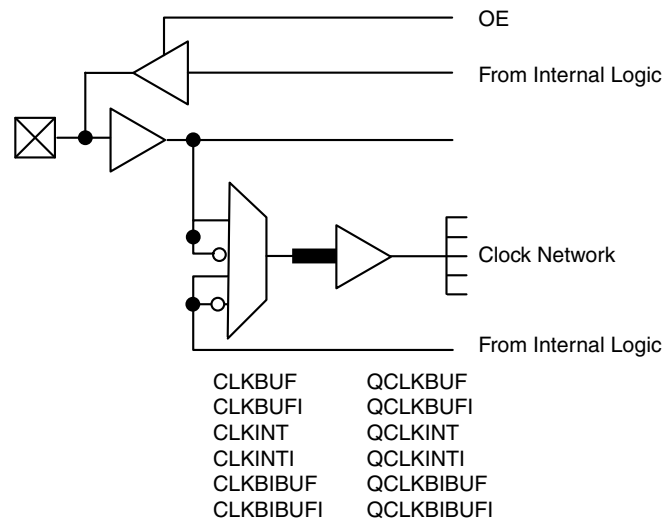 OE
From Internal Logic
Clock Network
From Internal Logic
CLKBUF QCLKBUF
CLKBUFI QCLKBUFI
CLKINT QCLKINT
CLKINTI QCLKINTI
CLKBIBUF QCLKBIBUF
CLKBIBUFI QCLKBIBUFI